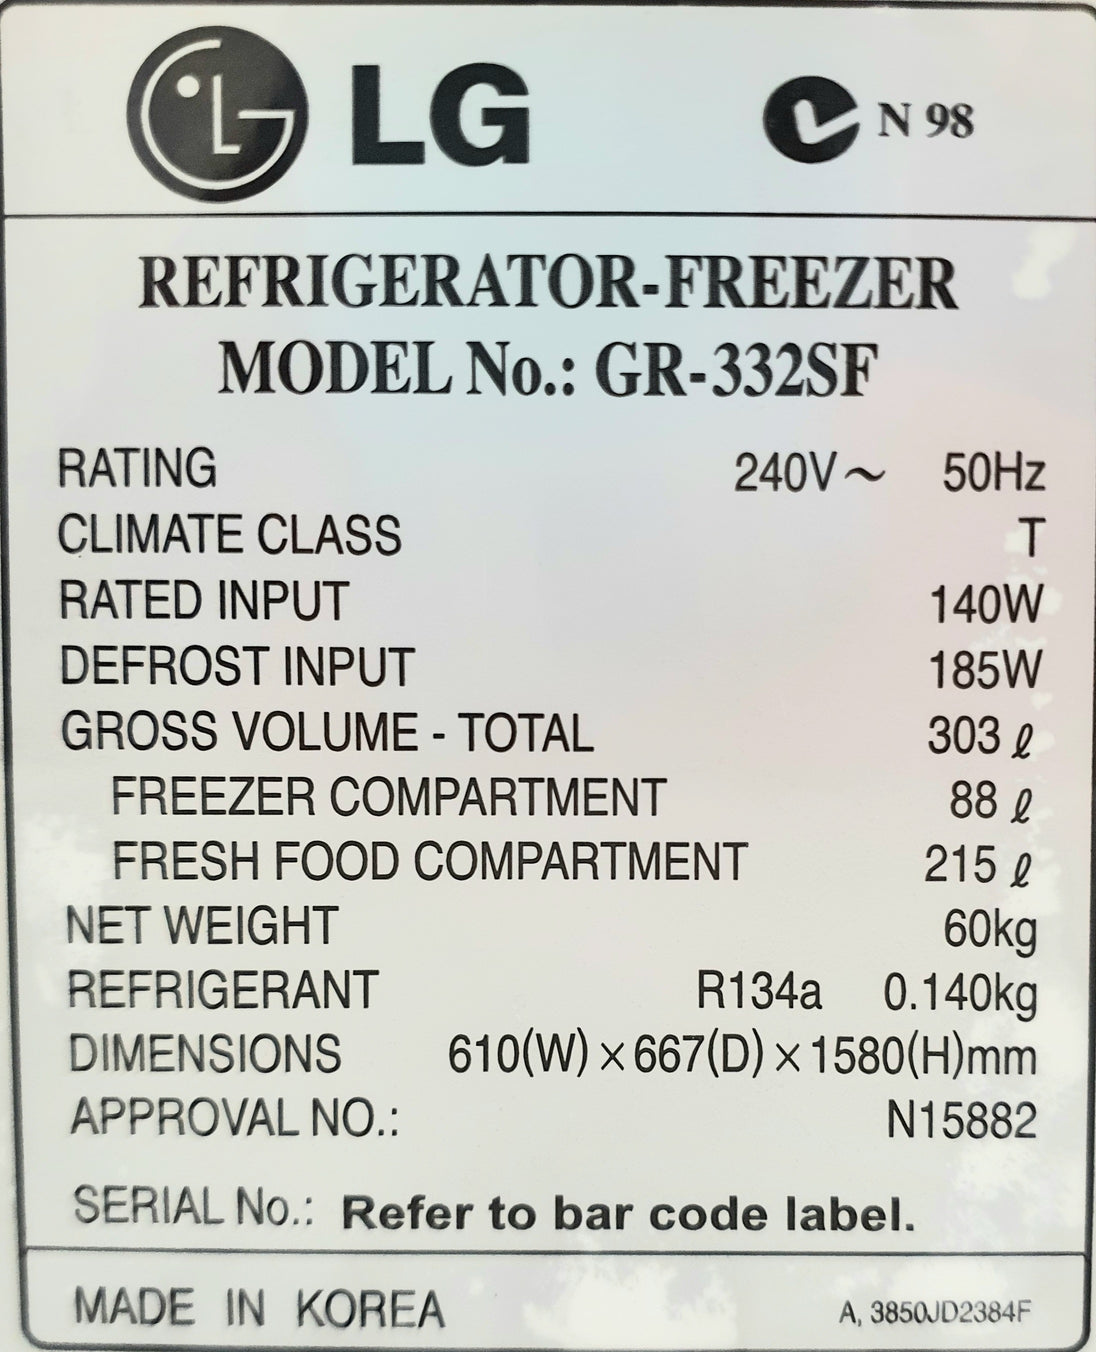 LG LG N 98
REFRIGERATOR-FREEZER
MODEL No.: GR-332SF
RATING 240V~ 50Hz
CLIMATE CLASS T
RATED INPUT 140W
DEFROST INPUT 185W
GROSS VOLUME - TOTAL 303 ℓ
FREEZER COMPARTMENT 88 ℓ
FRESH FOOD COMPARTMENT 215 ℓ
NET WEIGHT 60kg
REFRIGERANT R134a 0.140kg
DIMENSIONS 610(W)×667(D)×1580(H)mm
APPROVAL NO.: N15882
SERIAL No.: Refer to bar code label.
MADE IN KOREA A, 3850JD2384F